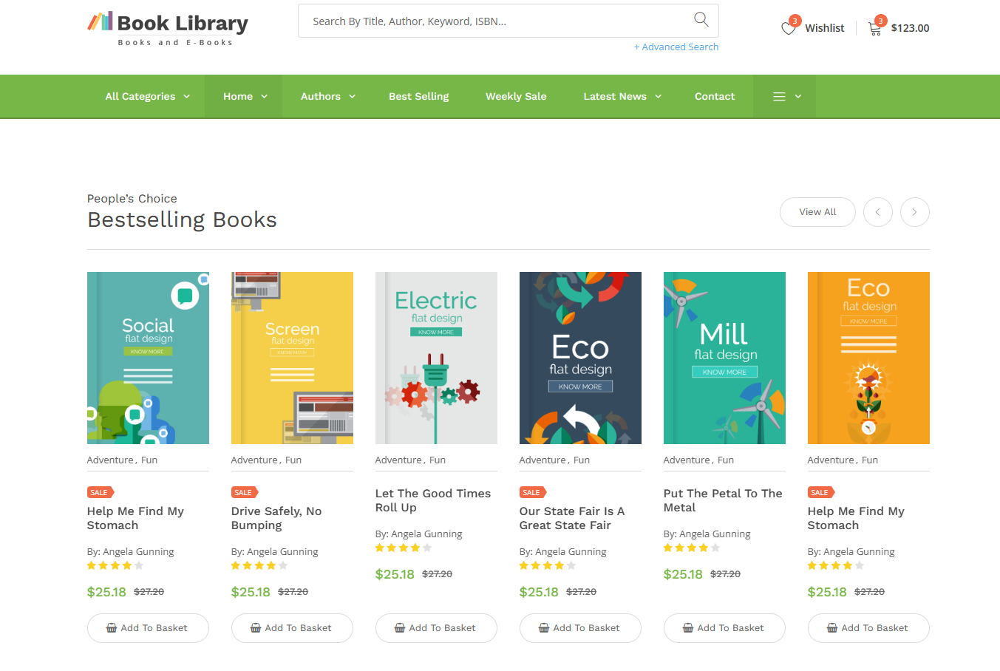 Book Library
Books and E-Books
Search By Title, Author, Keyword, ISBN...
+ Advanced Search
3
Wishlist
3
$123.00
All Categories
Home
Authors
Best Selling
Weekly Sale
Latest News
Contact
People’s Choice
Bestselling Books
View All
Social
flat design
KNOW MORE
Screen
flat design
KNOW MORE
Electric
flat design
KNOW MORE
Eco
flat design
KNOW MORE
Mill
flat design
KNOW MORE
Eco
flat design
KNOW MORE
Adventure, Fun
SALE
Help Me Find My
Stomach
By: Angela Gunning
$25.18 $27.20
Add To Basket
Adventure, Fun
SALE
Drive Safely, No
Bumping
By: Angela Gunning
$25.18 $27.20
Add To Basket
Adventure, Fun
Let The Good Times
Roll Up
By: Angela Gunning
$25.18 $27.20
Add To Basket
Adventure, Fun
SALE
Our State Fair Is A
Great State Fair
By: Angela Gunning
$25.18 $27.20
Add To Basket
Adventure, Fun
Put The Petal To The
Metal
By: Angela Gunning
$25.18 $27.20
Add To Basket
Adventure, Fun
SALE
Help Me Find My
Stomach
By: Angela Gunning
$25.18 $27.20
Add To Basket